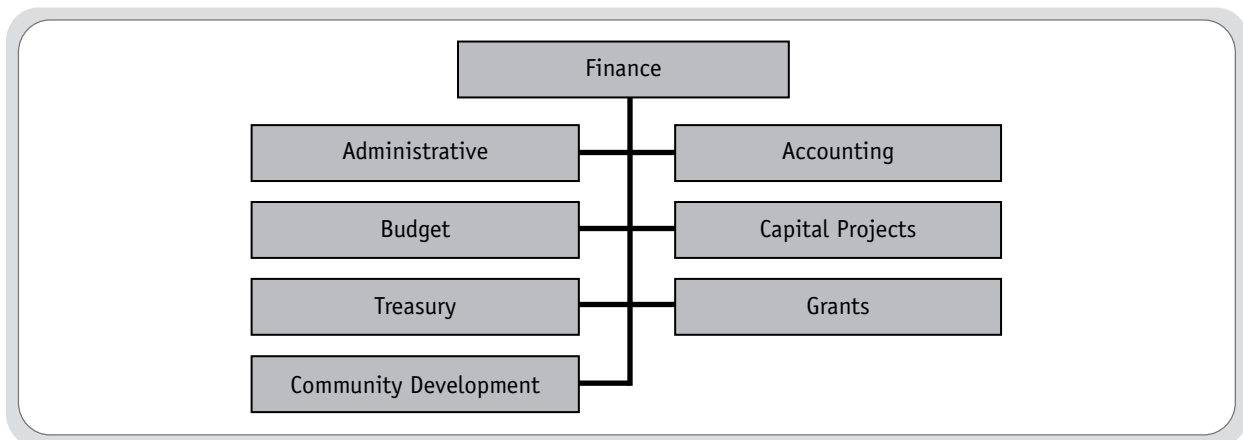 Finance
Administrative
Accounting
Budget
Capital Projects
Treasury
Grants
Community Development